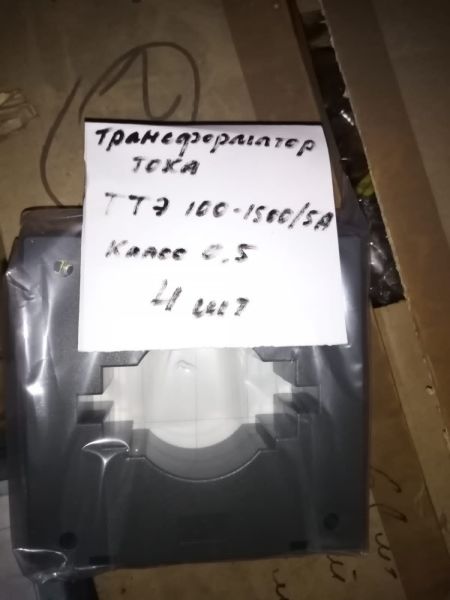 Трансформатор
тока
ТТЭ 100-1500/5А
Класс 0,5
4 шт